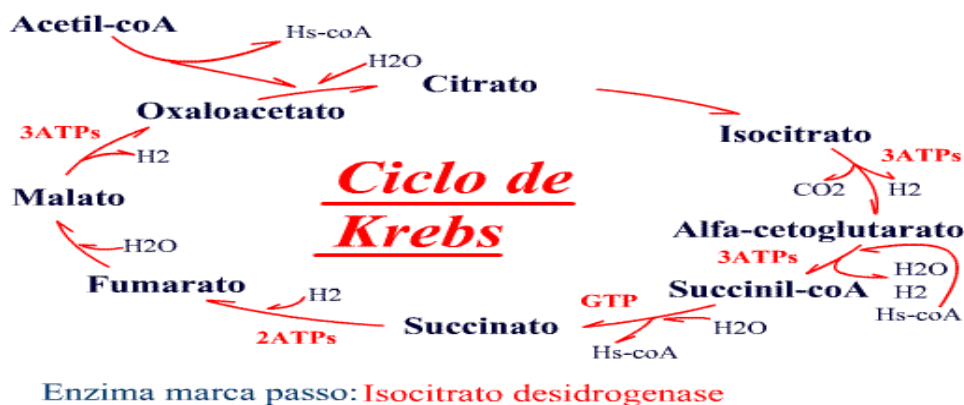 Acetil-coA
Hs-coA
H2O
Citrato
Oxaloacetato
Isocitrato
3ATPs
CO2
H2
Alfa-cetoglutarato
3ATPs
H2O
H2
Hs-coA
Succinil-coA
GTP
H2O
Hs-coA
Succinato
H2
2ATPs
Fumarato
H2O
Malato
H2
3ATPs
Ciclo de
Krebs
Enzima marca passo: Isocitrato desidrogenase